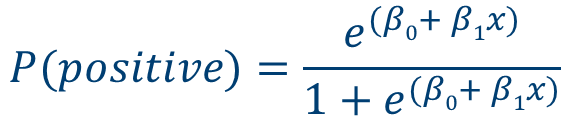 P(positive) = e^(β₀+ β₁x) / 1 + e^(β₀+ β₁x)